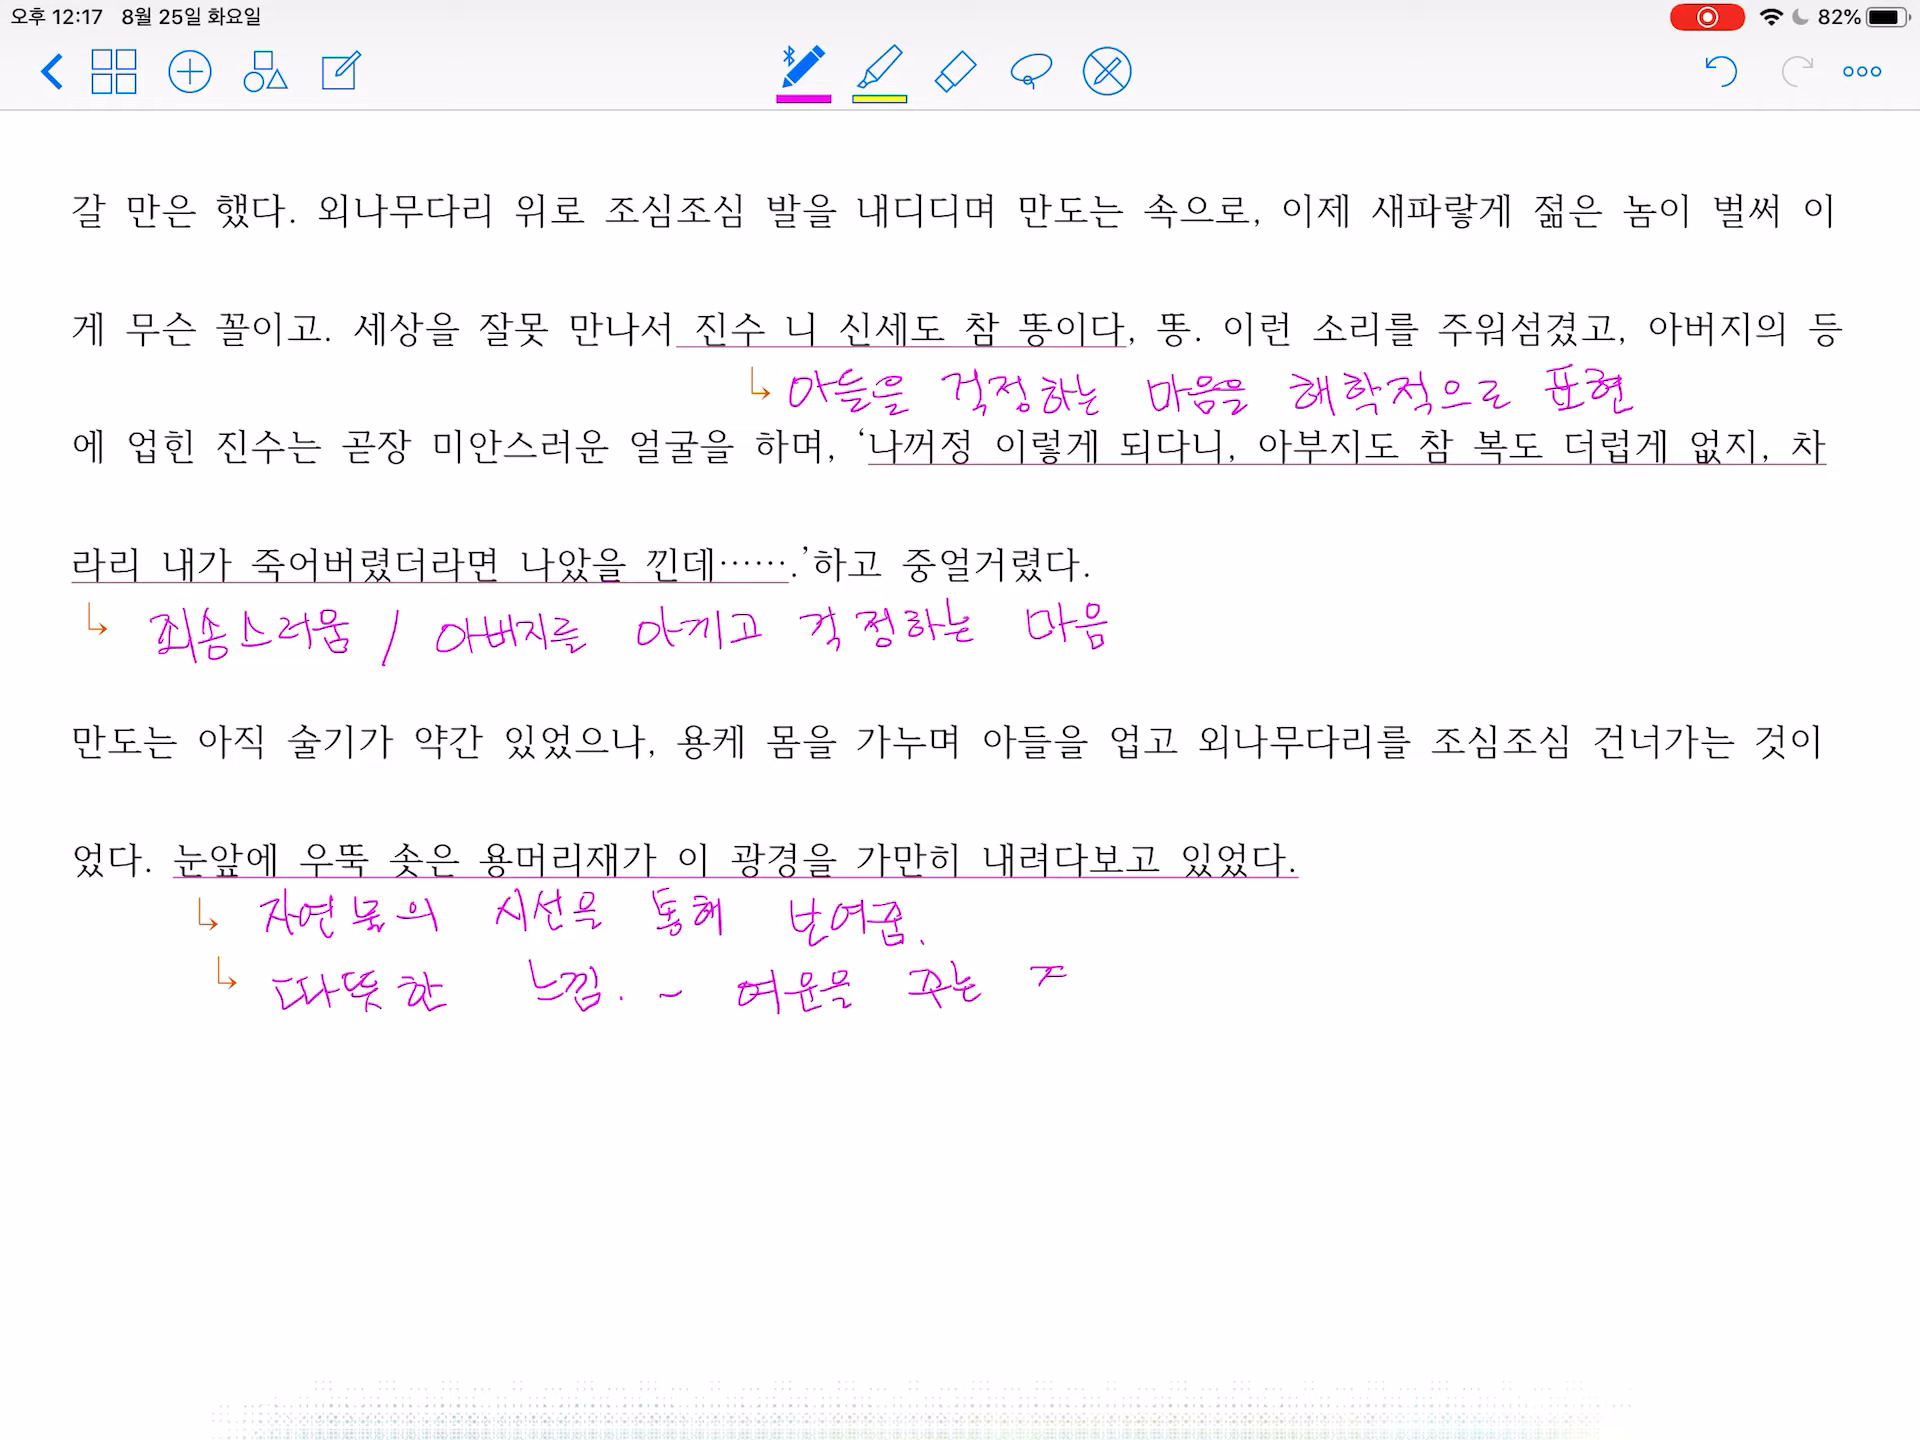 오후 12:17 8월 25일 화요일 82%
갈 만은 했다. 외나무다리 위로 조심조심 발을 내디디며 만도는 속으로, 이제 새파랗게 젊은 놈이 벌써 이
게 무슨 꼴이고. 세상을 잘못 만나서 진수 니 신세도 참 똥이다, 똥. 이런 소리를 주워섬겼고, 아버지의 등
↳ 아들을 걱정하는 마음을 해학적으로 표현
에 업힌 진수는 곧장 미안스러운 얼굴을 하며, ‘나꺼정 이렇게 되다니, 아부지도 참 복도 더럽게 없지, 차
라리 내가 죽어버렸더라면 나았을 낀데…….’하고 중얼거렸다.
↳ 죄송스러움 / 아버지를 아끼고 걱정하는 마음
만도는 아직 술기가 약간 있었으나, 용케 몸을 가누며 아들을 업고 외나무다리를 조심조심 건너가는 것이
었다. 눈앞에 우뚝 솟은 용머리재가 이 광경을 가만히 내려다보고 있었다.
↳ 자연물의 시선을 통해 보여줌.
↳ 따뜻한 느낌. ~ 여운을 주는 ㅈ